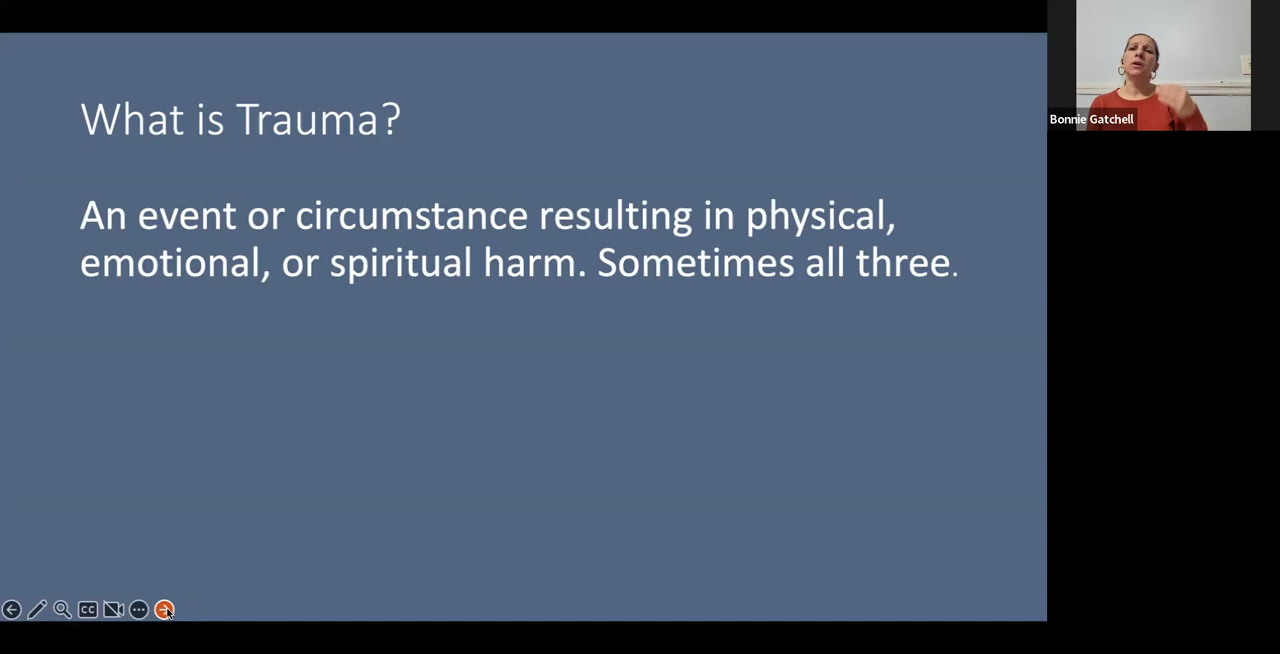 What is Trauma?
An event or circumstance resulting in physical,
emotional, or spiritual harm. Sometimes all three.
Bonnie Gatchell
CC